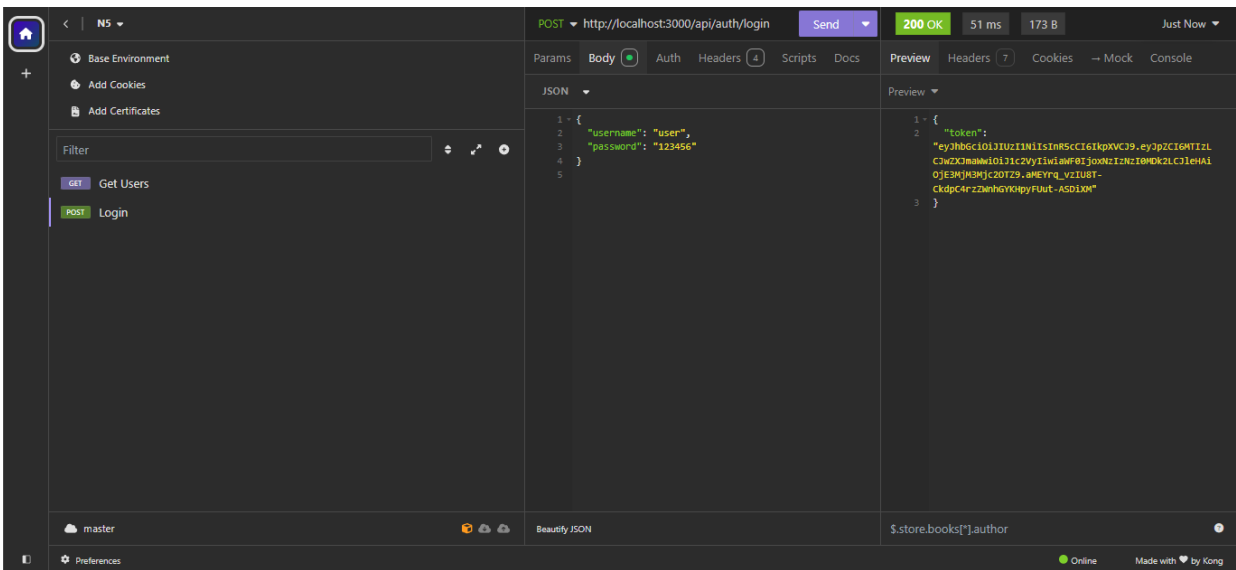 N5
Base Environment
Add Cookies
Add Certificates
Filter
GET Get Users
POST Login
master
Preferences
POST http://localhost:3000/api/auth/login Send
Params Body Auth Headers 4 Scripts Docs
JSON
1 {
2 "username": "user",
3 "password": "123456"
4 }
5
Beautify JSON
200 OK 51 ms 173 B Just Now
Preview Headers 7 Cookies → Mock Console
Preview
1 {
2 "token":
"eyJhbGciOiJIUzI1NiIsInR5cCI6IkpXVCJ9.eyJpZCI6MTIzL
CJwZXJmaWwiOiJ1c2VyIiwiaWF0IjoxNzIzNzI0MDk2LCJleHAi
OjE3MjM3Mjc2OTZ9.aMEYrq_vzIU8T-
CkdpC4rzZWnhGYKHpyFUut-ASDiXM"
3 }
$.store.books[*].author
Online Made with ♥ by Kong